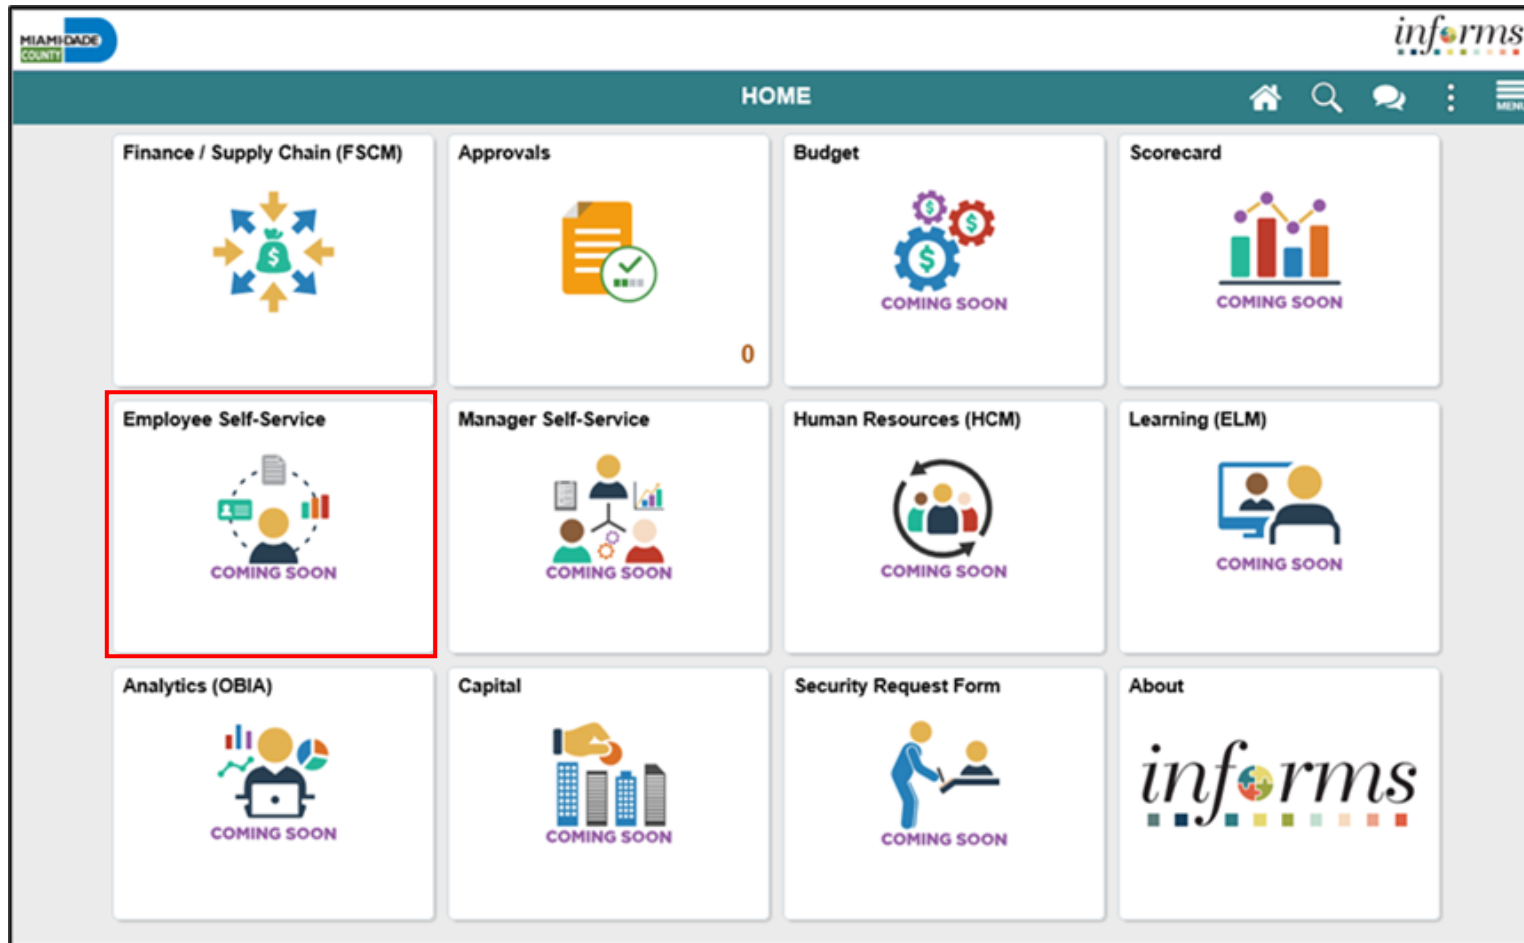 MIAMI-DADE
COUNTY
informs
HOME
MENU
Finance / Supply Chain (FSCM)
Approvals
0
Budget
COMING SOON
Scorecard
COMING SOON
Employee Self-Service
COMING SOON
Manager Self-Service
COMING SOON
Human Resources (HCM)
COMING SOON
Learning (ELM)
COMING SOON
Analytics (OBIA)
COMING SOON
Capital
COMING SOON
Security Request Form
COMING SOON
About
informs